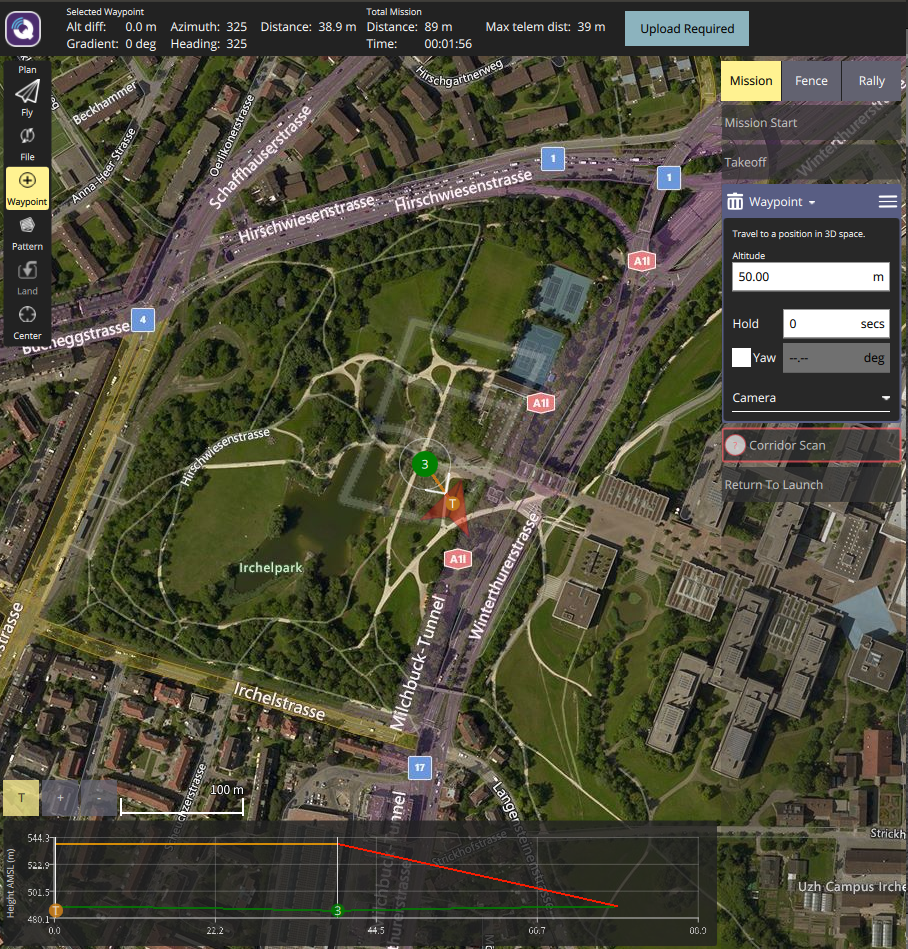 Selected Waypoint
Alt diff: 0.0 m Azimuth: 325 Distance: 38.9 m
Gradient: 0 deg Heading: 325
Total Mission
Distance: 89 m Max telem dist: 39 m
Time: 00:01:56
Upload Required
Plan
Fly
File
Waypoint
Pattern
Land
Center
Mission Fence Rally
Mission Start
Takeoff
Waypoint
Travel to a position in 3D space.
Altitude
50.00 m
Hold 0 secs
Yaw --.-- deg
Camera
? Corridor Scan
Return To Launch
Hirschgartnerweg
Beckhammer
Anna-Heer-Strasse
Oerlikonerstrasse
Schaffhauserstrasse
Winterthurerstra
1
1
Hirschwiesenstrasse
Hirschwiesenstrasse
A1l
4
Bucheggstrasse
A1l
Hirschwiesenstrasse
3
T
A1l
Irchelpark
Winterthurerstrasse
Milchbuck-Tunnel
strasse
Irchelstrasse
17
Langensteinenstrasse
T + -
100 m
Milchbuck-Tunnel
Strickhofstrasse
Strickh
Uzh Campus Irche
Height AMSL (m)
544.3
522.9
501.5
480.1
T
3
0.0 22.2 44.5 66.7 88.9